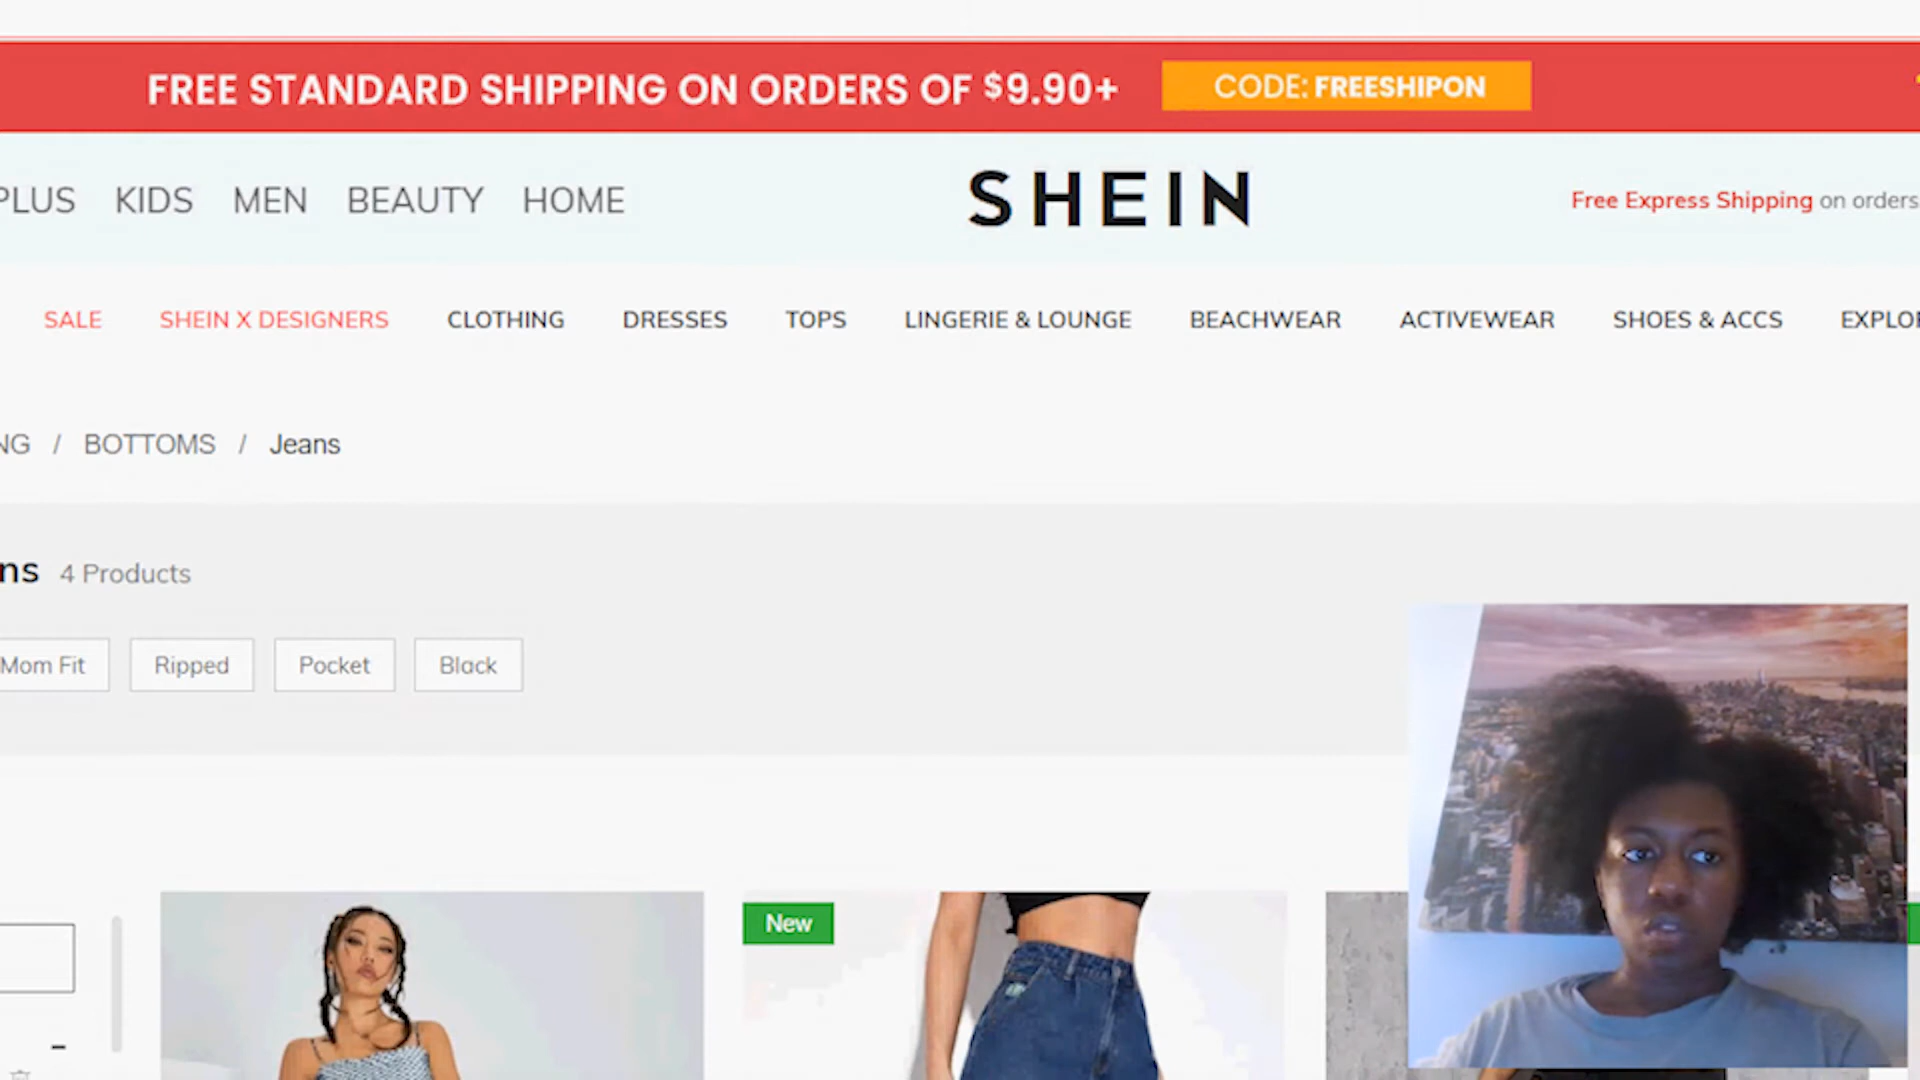 FREE STANDARD SHIPPING ON ORDERS OF $9.90+ CODE: FREESHIPON
PLUS KIDS MEN BEAUTY HOME SHEIN Free Express Shipping on orders
SALE SHEIN X DESIGNERS CLOTHING DRESSES TOPS LINGERIE & LOUNGE BEACHWEAR ACTIVEWEAR SHOES & ACCS EXPLOR
NG / BOTTOMS / Jeans
ns 4 Products
Mom Fit Ripped Pocket Black
New